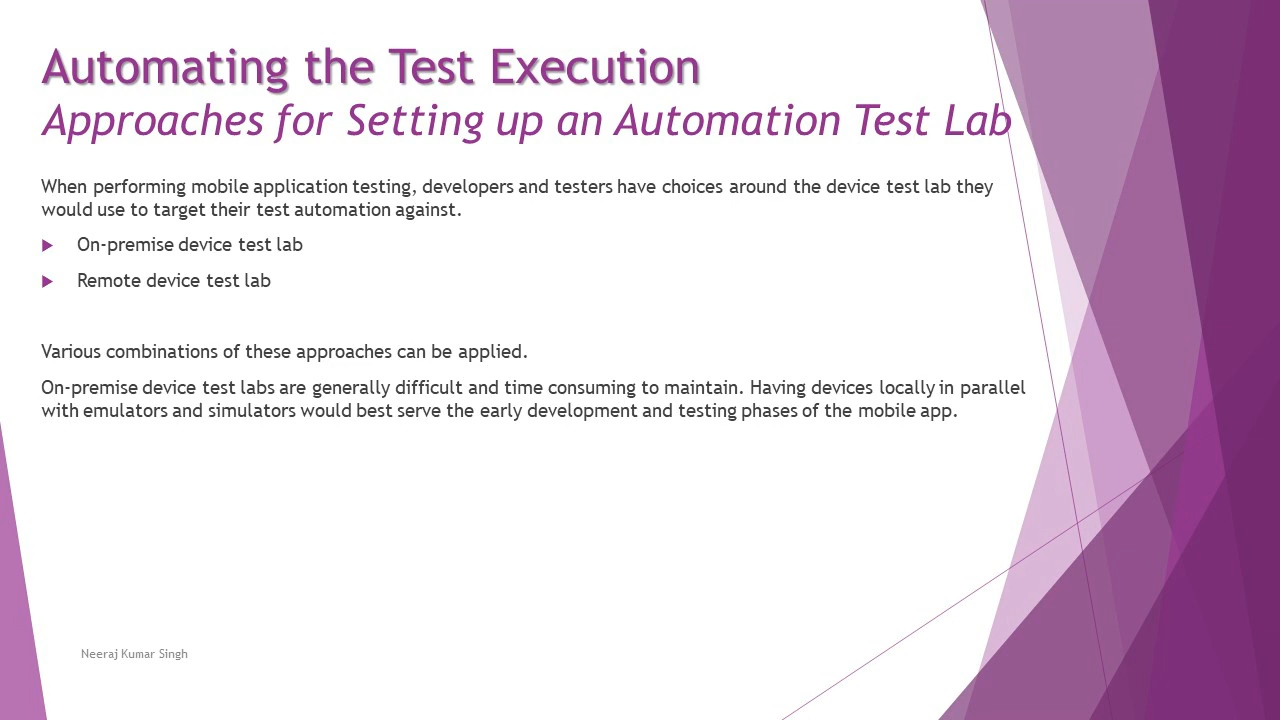 Automating the Test Execution
Approaches for Setting up an Automation Test Lab
When performing mobile application testing, developers and testers have choices around the device test lab they
would use to target their test automation against.
On-premise device test lab
Remote device test lab
Various combinations of these approaches can be applied.
On-premise device test labs are generally difficult and time consuming to maintain. Having devices locally in parallel
with emulators and simulators would best serve the early development and testing phases of the mobile app.
Neeraj Kumar Singh